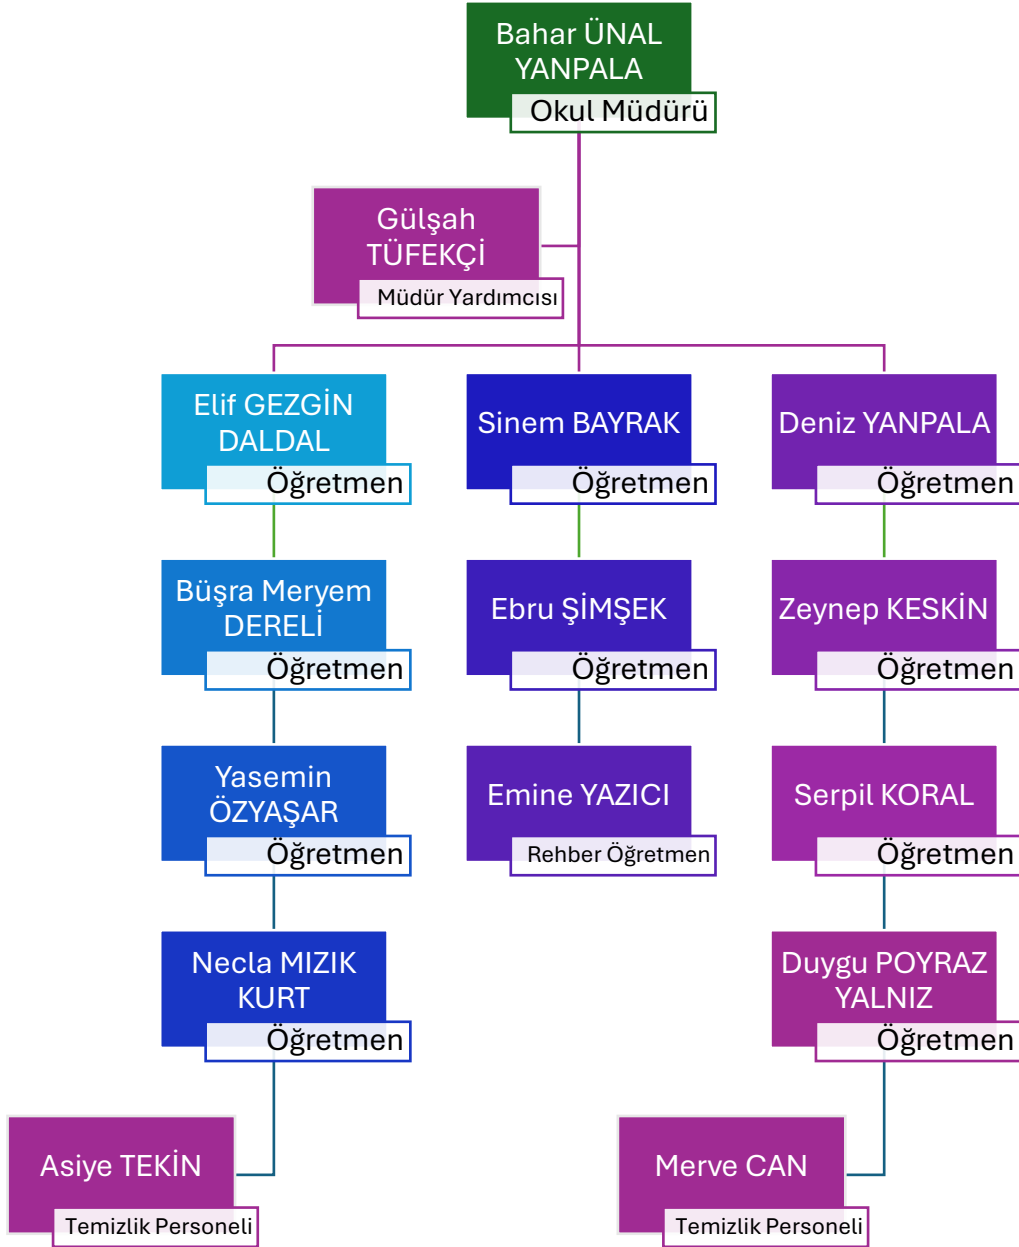 Bahar ÜNAL
YANPALA
Okul Müdürü
Gülşah
TÜFEKÇİ
Müdür Yardımcısı
Elif GEZGİN
DALDAL
Öğretmen
Sinem BAYRAK
Öğretmen
Deniz YANPALA
Öğretmen
Büşra Meryem
DERELİ
Öğretmen
Ebru ŞİMŞEK
Öğretmen
Zeynep KESKİN
Öğretmen
Yasemin
ÖZYAŞAR
Öğretmen
Emine YAZICI
Rehber Öğretmen
Serpil KORAL
Öğretmen
Necla MIZIK
KURT
Öğretmen
Duygu POYRAZ
YALNIZ
Öğretmen
Asiye TEKİN
Temizlik Personeli
Merve CAN
Temizlik Personeli